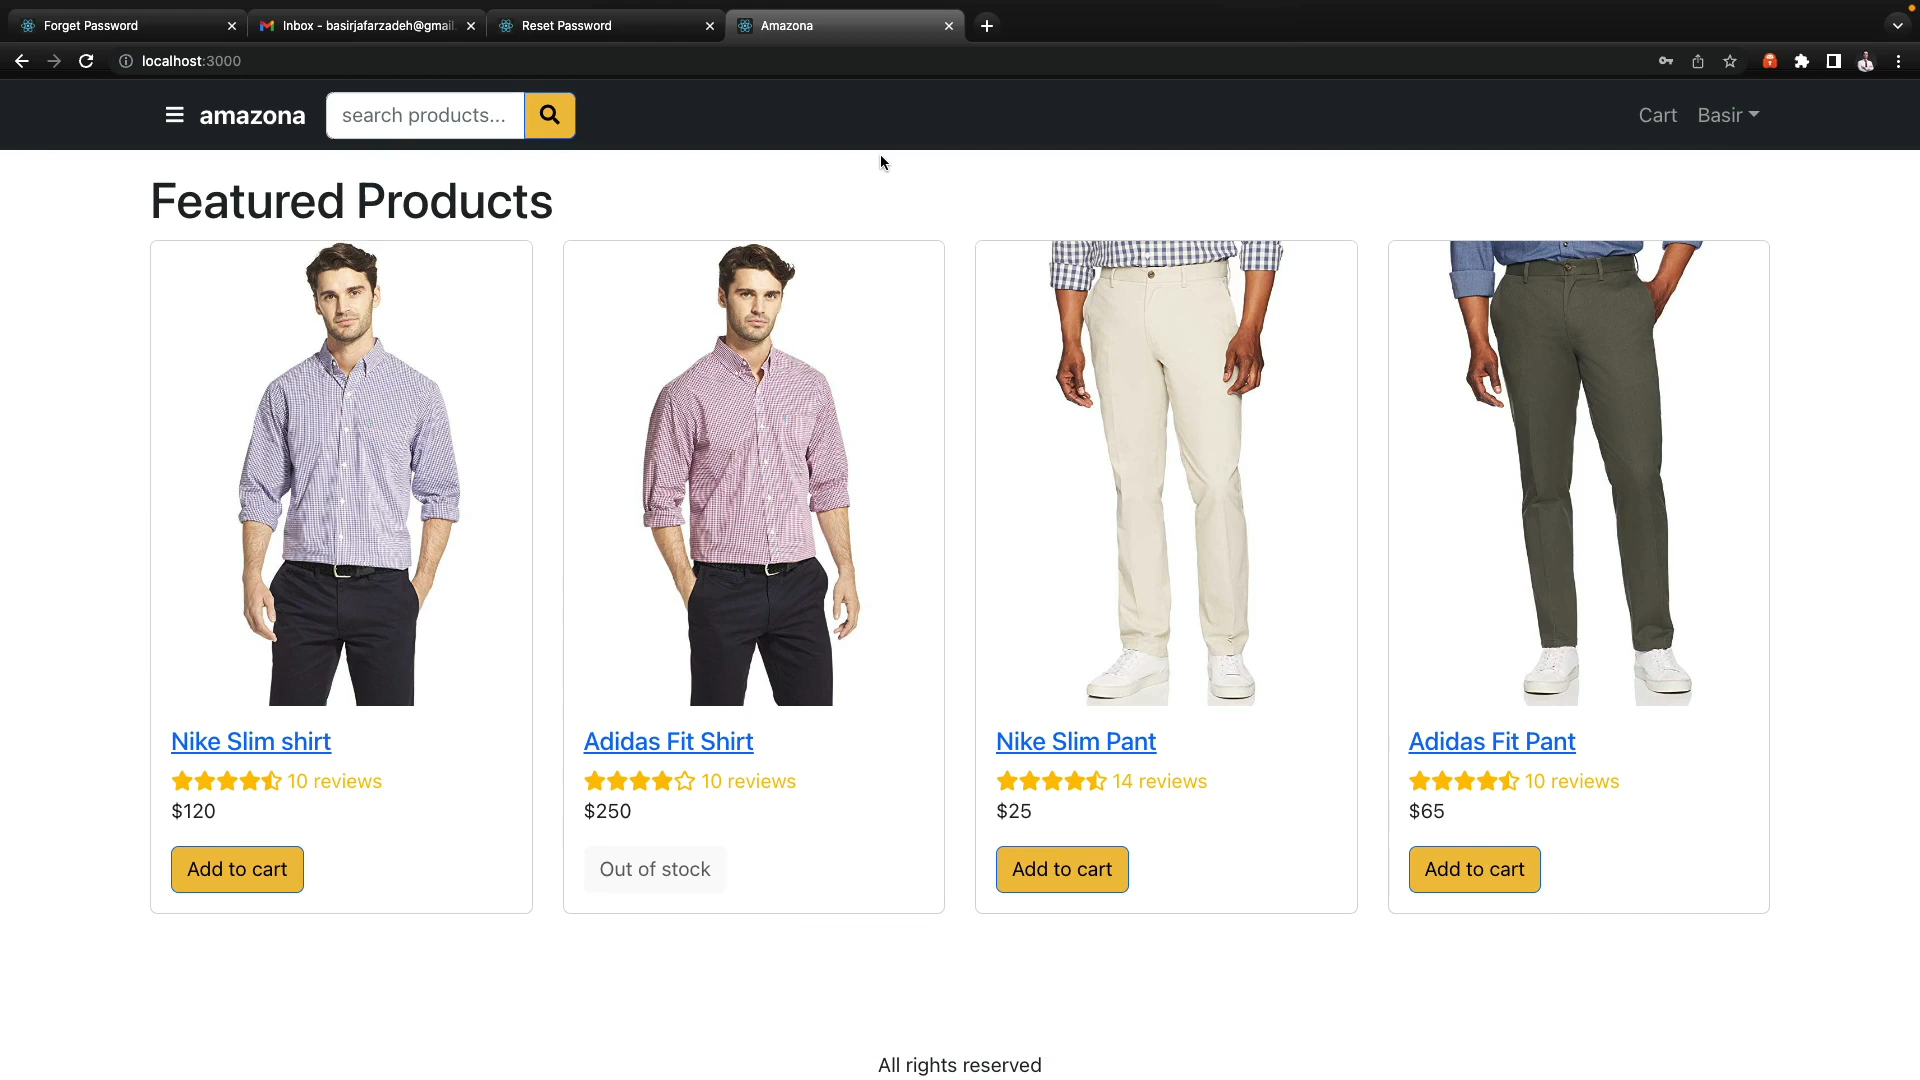 Forget Password
Inbox - basirjafarzadeh@gmail.
Reset Password
Amazona
localhost:3000
amazona
search products...
Cart
Basir
Featured Products
Nike Slim shirt
10 reviews
$120
Add to cart
Adidas Fit Shirt
10 reviews
$250
Out of stock
Nike Slim Pant
14 reviews
$25
Add to cart
Adidas Fit Pant
10 reviews
$65
Add to cart
All rights reserved